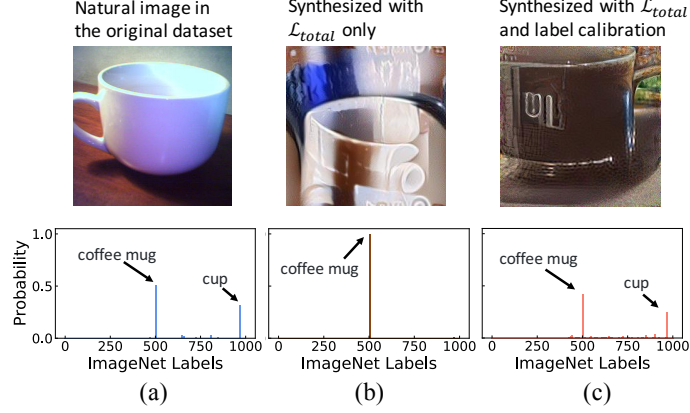 Natural image in
the original dataset
Synthesized with
ℒ_total only
Synthesized with ℒ_total
and label calibration
UL
Probability
1.0
0.5
0.0
coffee mug
cup
0 250 500 750 1000
ImageNet Labels
(a)
coffee mug
0 250 500 750 1000
ImageNet Labels
(b)
coffee mug
cup
0 250 500 750 1000
ImageNet Labels
(c)